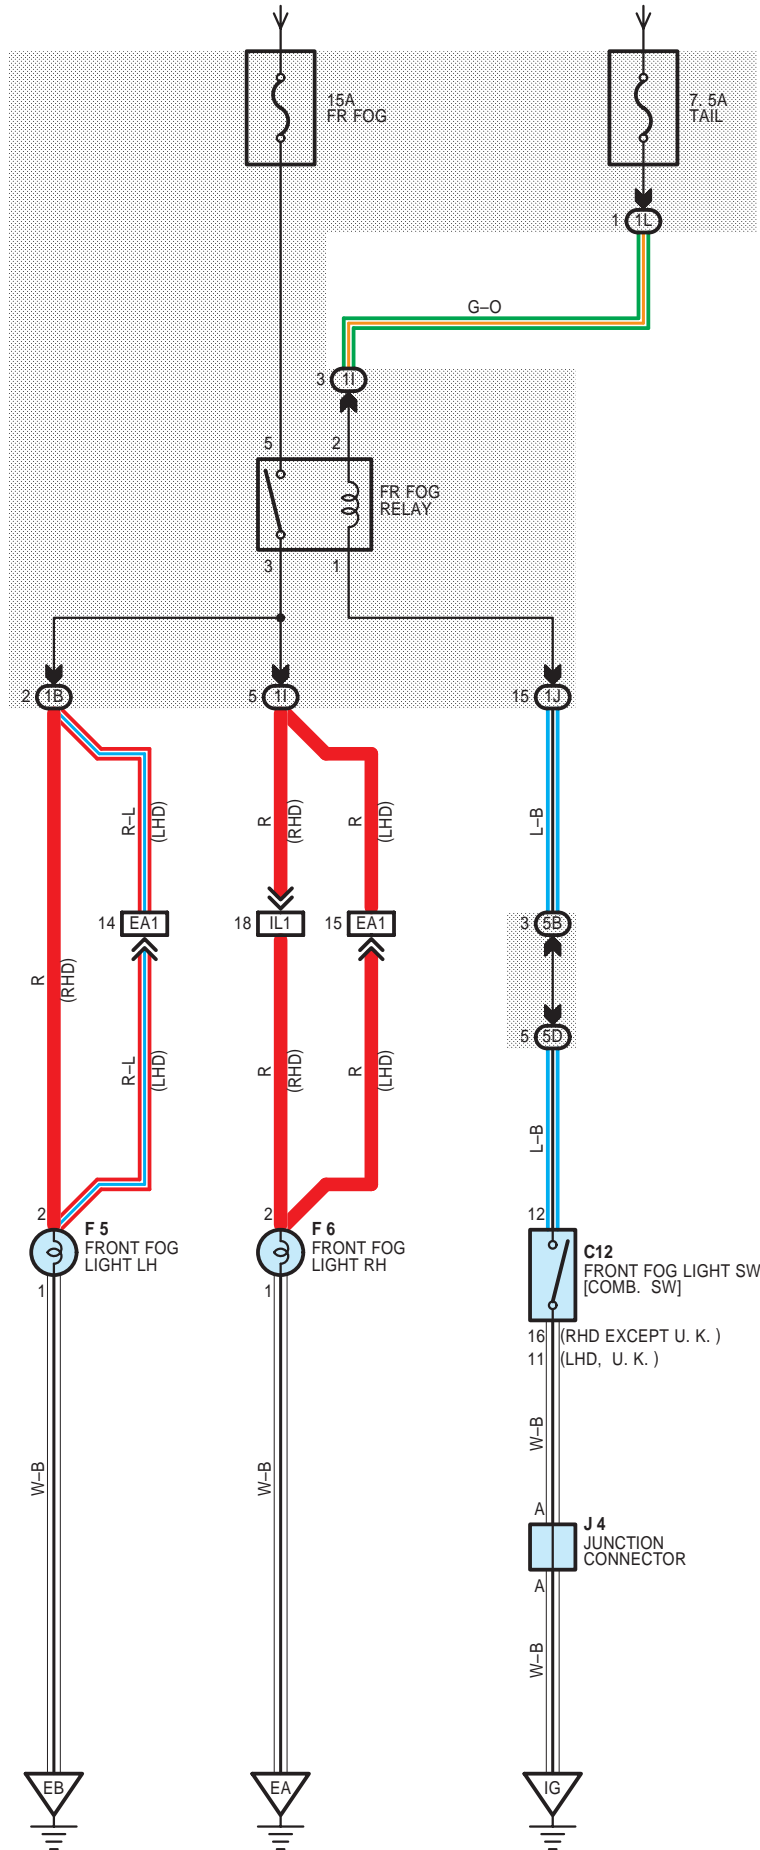 15A
FR FOG
7. 5A
TAIL
1 1L
G–O
3 1I
5 2
FR FOG
RELAY
3 1
2 1B
5 1I
15 1J
R–L
(LHD)
R
(RHD)
R
(LHD)
L–B
14 EA1
18 IL1
15 EA1
3 5B
R
(RHD)
5 5D
R–L
(LHD)
R
(RHD)
R
(LHD)
L–B
2
F 5
FRONT FOG
LIGHT LH
1
2
F 6
FRONT FOG
LIGHT RH
1
12
C12
FRONT FOG LIGHT SW
[COMB. SW]
16 (RHD EXCEPT U. K. )
11 (LHD, U. K. )
W–B
W–B
W–B
A
J 4
JUNCTION
CONNECTOR
A
W–B
EB
EA
IG